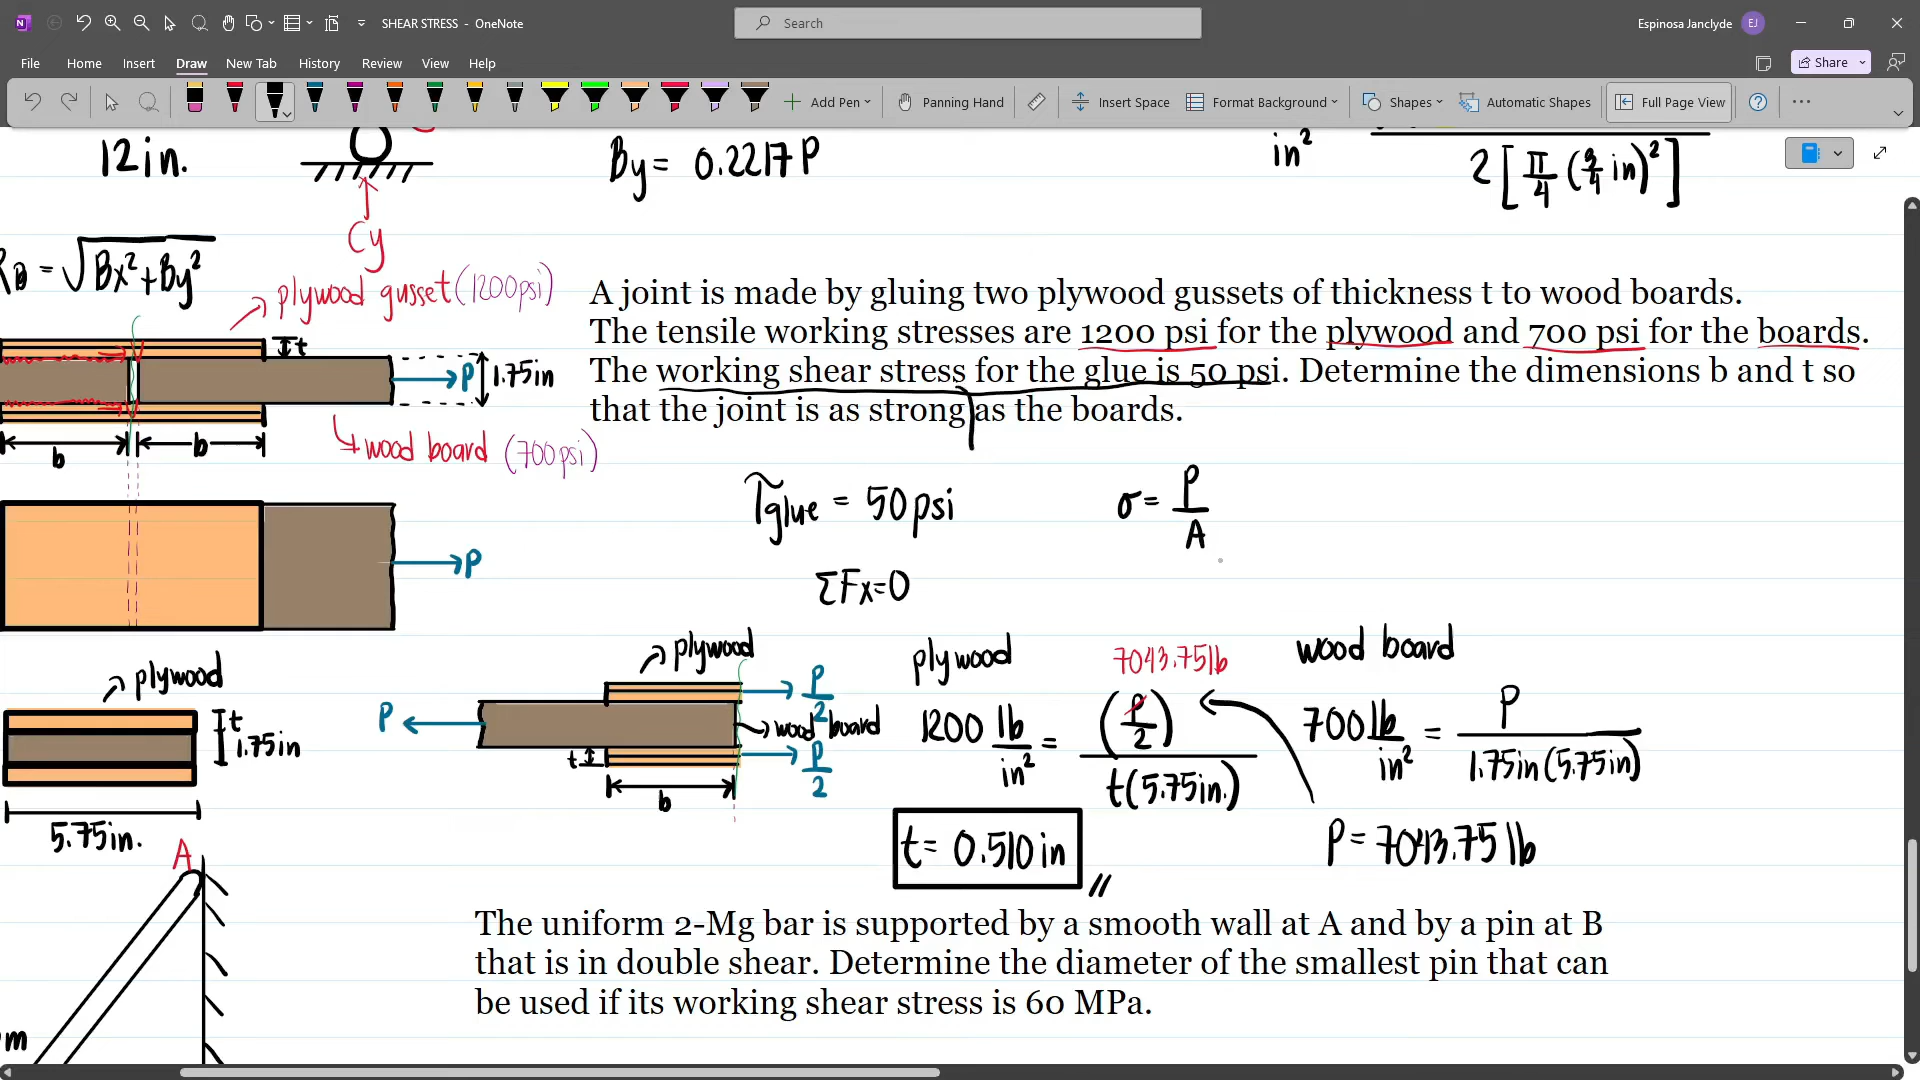 SHEAR STRESS - OneNote
Search
Espinosa Janclyde EJ
File Home Insert Draw New Tab History Review View Help
Share
Add Pen Panning Hand Insert Space Format Background Shapes Automatic Shapes Full Page View
12in.
By= 0.2217P
in²
2[π/4 (3/4 in)²]
Cy
= √Bx²+By²
plywood gusset (1200psi)
A joint is made by gluing two plywood gussets of thickness t to wood boards.
The tensile working stresses are 1200 psi for the plywood and 700 psi for the boards.
The working shear stress for the glue is 50 psi. Determine the dimensions b and t so
that the joint is as strong as the boards.
t
P
1.75in
b b
wood board (700psi)
τglue = 50psi
σ= P/A
P
ΣFx=0
plywood
t
1.75in
5.75in.
plywood
P
P/2
wood board
P/2
t
b
plywood
7043.75lb
1200 lb/in² = (P/2)/t(5.75in.)
t= 0.510in
wood board
700 lb/in² = P/1.75in(5.75in)
P= 7043.75 lb
A
The uniform 2-Mg bar is supported by a smooth wall at A and by a pin at B
that is in double shear. Determine the diameter of the smallest pin that can
be used if its working shear stress is 60 MPa.
m